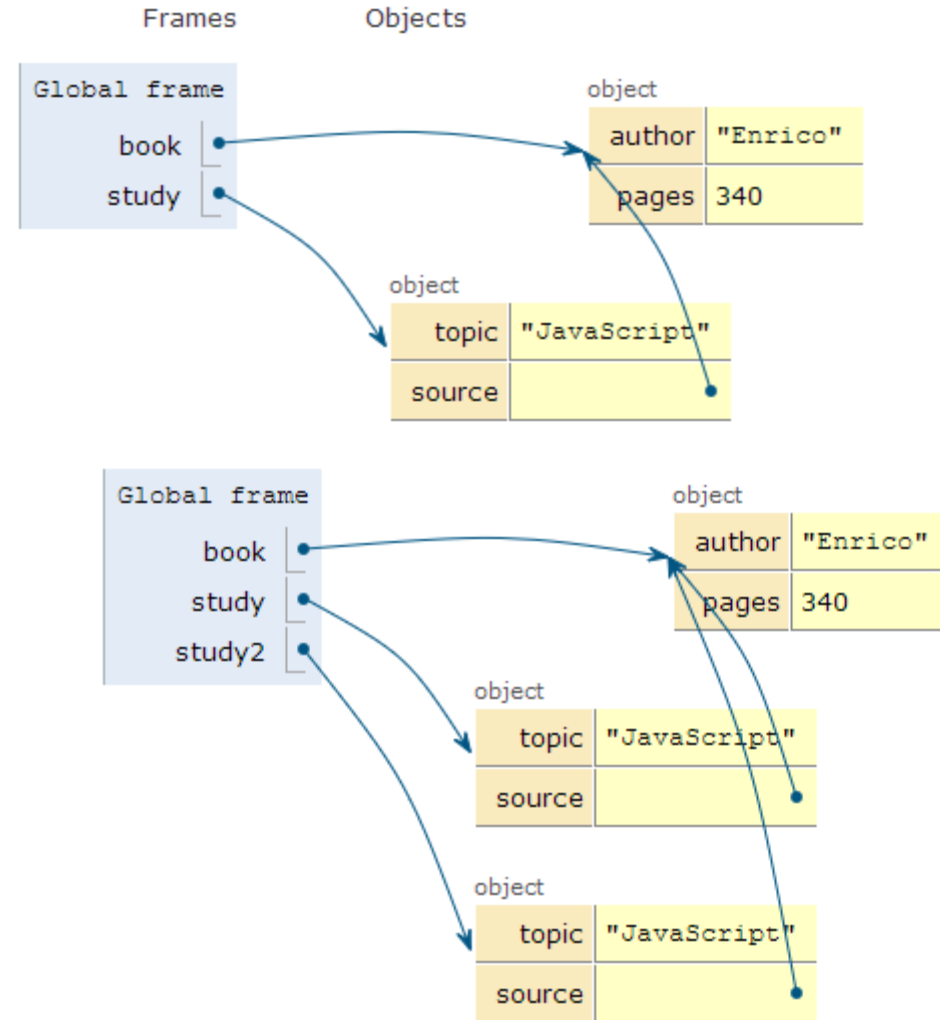 Frames Objects
Global frame
book
study
object
author "Enrico"
pages 340
object
topic "JavaScript"
source
Global frame
book
study
study2
object
author "Enrico"
pages 340
object
topic "JavaScript"
source
object
topic "JavaScript"
source